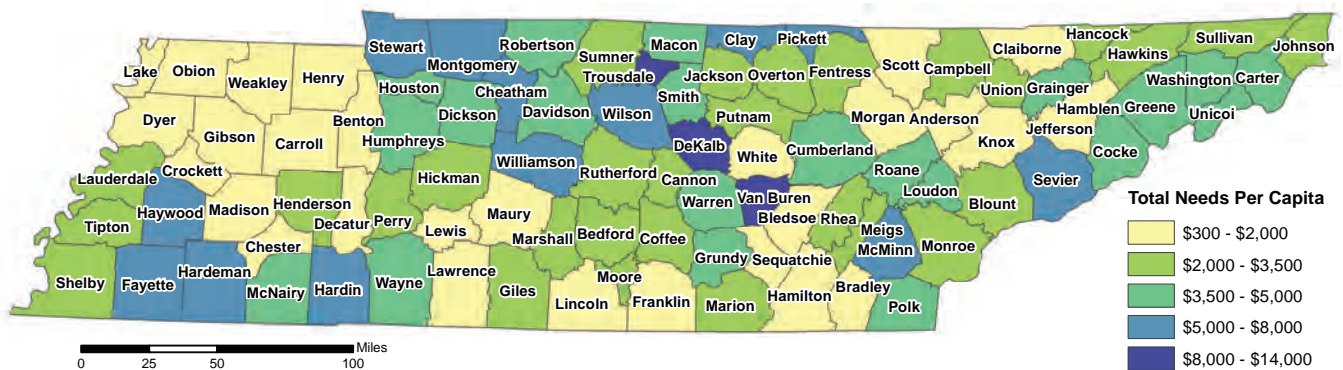 Stewart
Montgomery
Robertson
Sumner
Macon
Clay
Pickett
Trousdale
Jackson
Overton
Fentress
Scott
Campbell
Claiborne
Hancock
Hawkins
Sullivan
Johnson
Lake
Obion
Weakley
Henry
Houston
Cheatham
Smith
Union
Grainger
Washington
Carter
Benton
Dickson
Davidson
Wilson
Putnam
Morgan
Anderson
Hamblen
Greene
Unicoi
Dyer
Gibson
Carroll
Humphreys
DeKalb
White
Cumberland
Knox
Jefferson
Cocke
Crockett
Williamson
Rutherford
Cannon
Roane
Loudon
Sevier
Lauderdale
Haywood
Madison
Henderson
Decatur
Perry
Hickman
Maury
Warren
Van Buren
Bledsoe
Rhea
Blount
Tipton
Chester
Lewis
Marshall
Bedford
Coffee
Grundy
Sequatchie
Meigs
McMinn
Monroe
Shelby
Fayette
Hardeman
McNairy
Hardin
Wayne
Lawrence
Giles
Moore
Lincoln
Franklin
Marion
Hamilton
Bradley
Polk
Total Needs Per Capita
$300 - $2,000
$2,000 - $3,500
$3,500 - $5,000
$5,000 - $8,000
$8,000 - $14,000
Miles
0 25 50 100